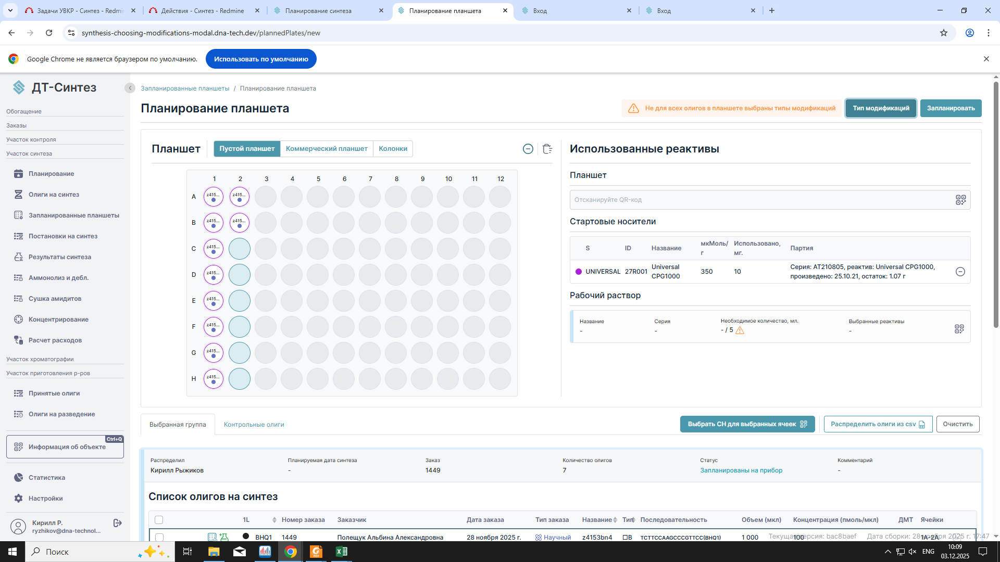 Задачи УВКР - Синтез - Redmi
Действия - Синтез - Redmine
Планирование синтеза
Планирование планшета
Вход
Вход
synthesis-choosing-modifications-modal.dna-tech.dev/plannedPlates/new
Google Chrome не является браузером по умолчанию.
Использовать по умолчанию
ДТ-Синтез
Обогащение
Заказы
Участок контроля
Участок синтеза
Планирование
Олиги на синтез
Запланированные планшеты
Постановки на синтез
Результаты синтеза
Аммонолиз и дебл.
Сушка амидитов
Концентрирование
Расчет расходов
Участок хроматографии
Участок приготовления р-ров
Принятые олиги
Олиги на разведение
Ctrl+Q
Информация об объекте
Статистика
Настройки
Кирилл Р.
ryzhikov@dna-technol...
Запланированные планшеты / Планирование планшета
Планирование планшета
Не для всех олигов в планшете выбраны типы модификаций
Тип модификаций
Запланировать
Планшет
Пустой планшет
Коммерческий планшет
Колонки
1 2 3 4 5 6 7 8 9 10 11 12
A z415... z415...
B z415... z415...
C z415...
D z415...
E z415...
F z415...
G z415...
H z415...
Использованные реактивы
Планшет
Отсканируйте QR-код
Стартовые носители
S ID Название мкМоль/г Использовано, мг. Партия
UNIVERSAL 27R001 Universal CPG1000 350 10 Серия: AT210805, реактив: Universal CPG1000,
произведено: 25.10.21, остаток: 1.07 г
Рабочий раствор
Название Серия Необходимое количество, мл. Выбранные реактивы
- - - / 5 -
Выбранная группа
Контрольные олиги
Выбрать СН для выбранных ячеек
Распределить олиги из csv
Очистить
Распределил Планируемая дата синтеза Заказ Количество олигов Статус Комментарий
Кирилл Рыжиков - 1449 7 Запланированы на прибор -
Список олигов на синтез
1L Номер заказа Заказчик Дата заказа Тип заказа Название Тип Последовательность Объем (мкл) Концентрация (пмоль/мкл) ДМТ Ячейки
BHQ1 1449 Полещук Альбина Александровна 28 ноября 2025 г. Научный z4153bn4 B TCTTCCAAGCCCGTTCC(BHQ1) 1 000 100 1A-2A
Текущая версия: bac8baef Дата сборки: 28 ноября 2025 г. 17:47
Поиск
ENG
10:09
03.12.2025